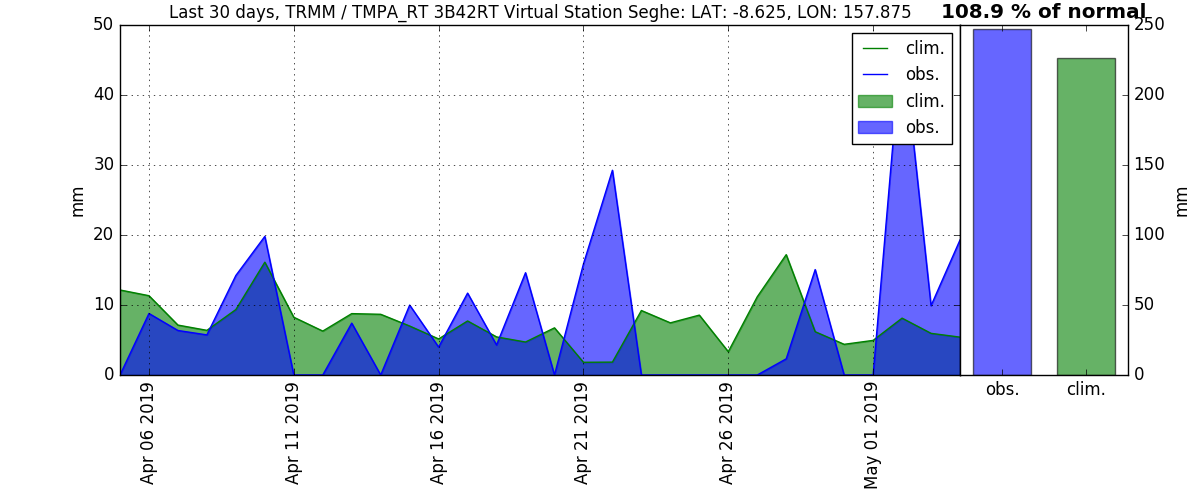 Last 30 days, TRMM / TMPA_RT 3B42RT Virtual Station Seghe: LAT: -8.625, LON: 157.875
108.9 % of normal
50
40
30
20
10
0
mm
clim.
obs.
clim.
obs.
250
200
150
100
50
0
mm
Apr 06 2019
Apr 11 2019
Apr 16 2019
Apr 21 2019
Apr 26 2019
May 01 2019
obs.
clim.